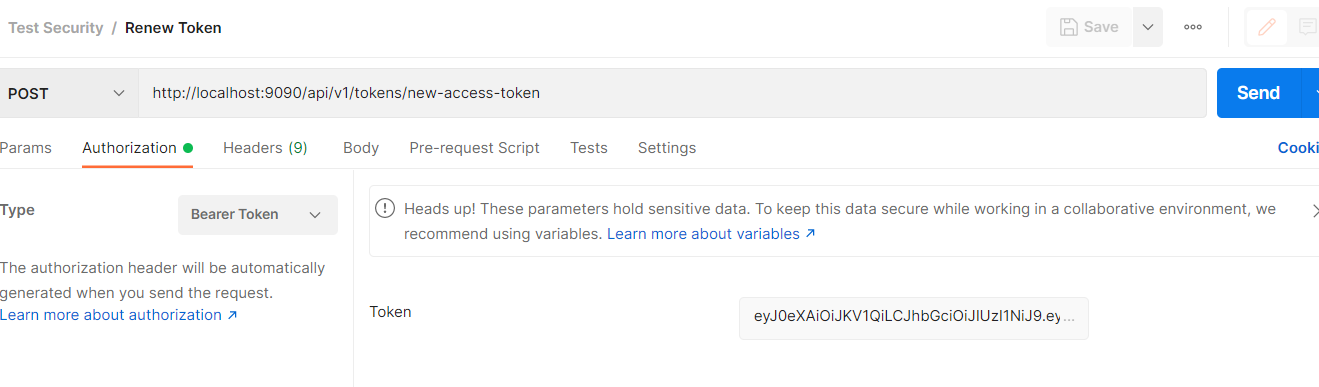 Test Security / Renew Token
Save
POST
http://localhost:9090/api/v1/tokens/new-access-token
Send
Params
Authorization
Headers (9)
Body
Pre-request Script
Tests
Settings
Cooki
Type
Bearer Token
Heads up! These parameters hold sensitive data. To keep this data secure while working in a collaborative environment, we
recommend using variables. Learn more about variables ↗
The authorization header will be automatically
generated when you send the request.
Learn more about authorization ↗
Token
eyJ0eXAiOiJKV1QiLCJhbGciOiJIUzI1NiJ9.ey...